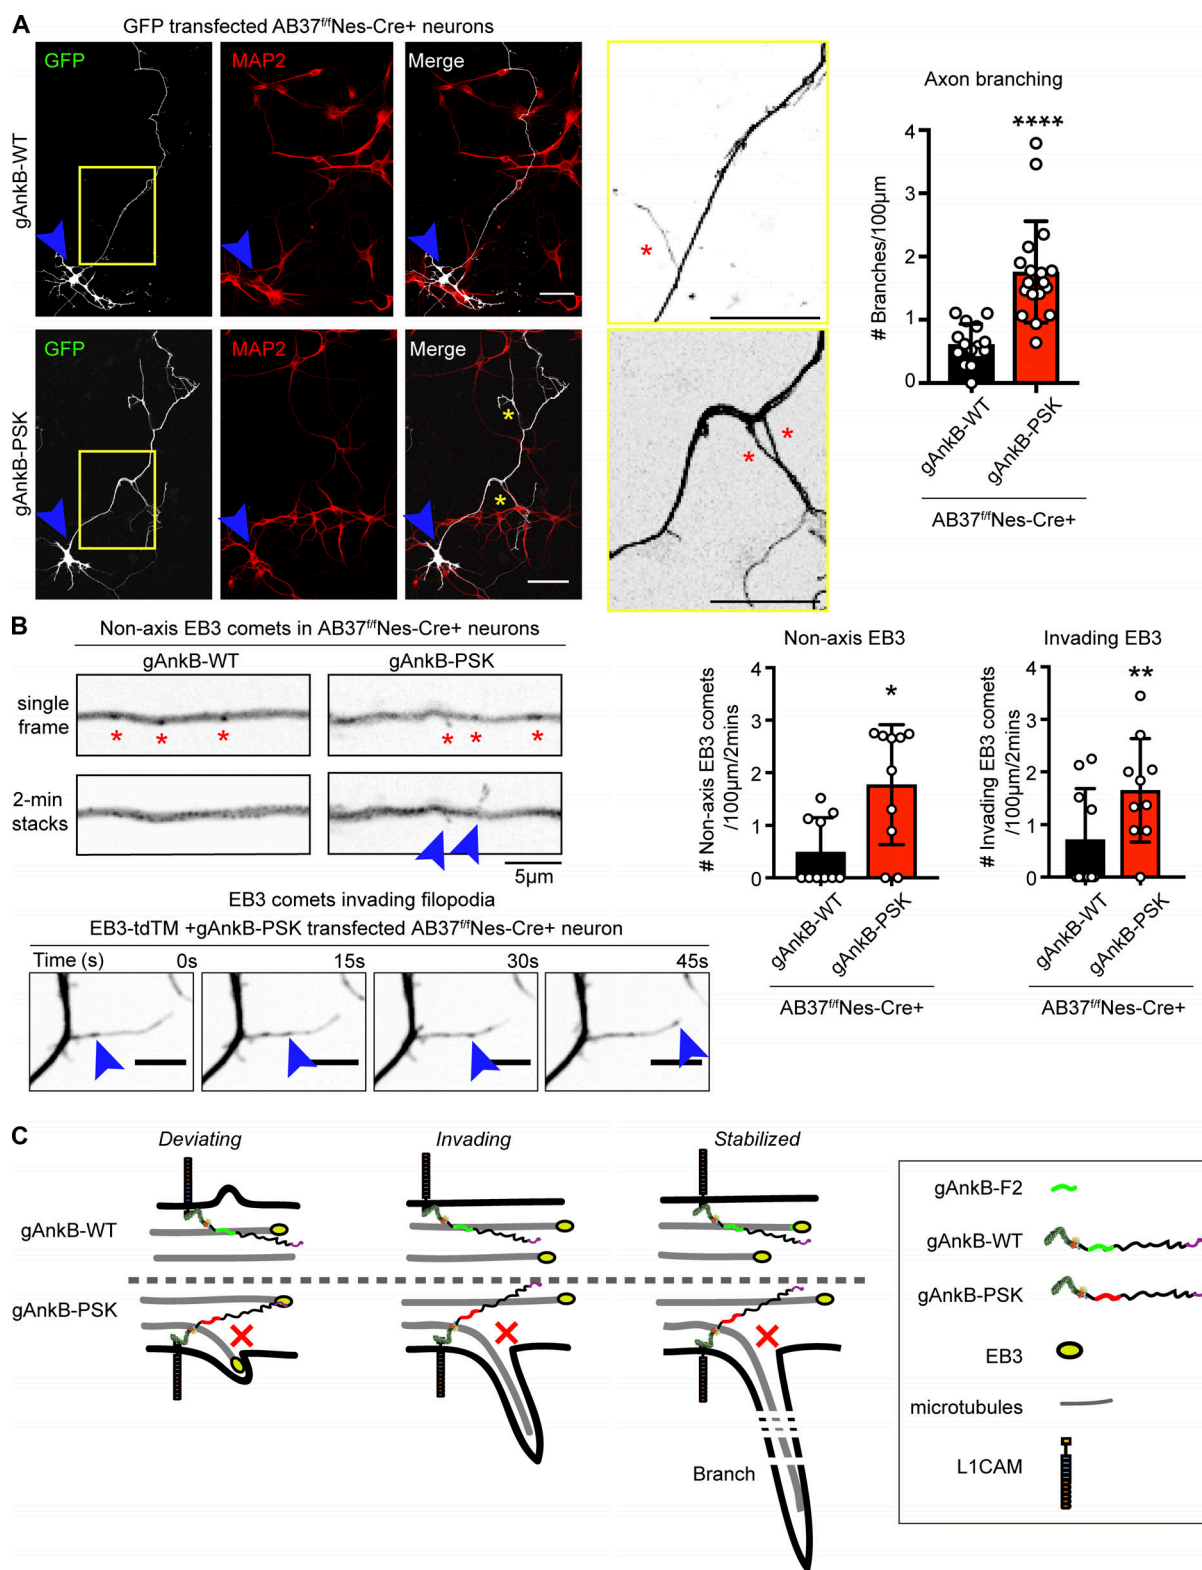 A
GFP transfected AB37f/fNes-Cre+ neurons
GFP
MAP2
Merge
gAnkB-WT
*
GFP
MAP2
Merge
gAnkB-PSK
*
*
*
*
Axon branching
****
# Branches/100µm
4
3
2
1
0
gAnkB-WT
gAnkB-PSK
AB37f/fNes-Cre+
B
Non-axis EB3 comets in AB37f/fNes-Cre+ neurons
gAnkB-WT
gAnkB-PSK
single
frame
* * *
* * *
2-min
stacks
5µm
EB3 comets invading filopodia
EB3-tdTM +gAnkB-PSK transfected AB37f/fNes-Cre+ neuron
Time (s) 0s 15s 30s 45s
Non-axis EB3
*
# Non-axis EB3 comets
/100µm/2mins
4
3
2
1
0
gAnkB-WT
gAnkB-PSK
AB37f/fNes-Cre+
Invading EB3
**
# Invading EB3 comets
/100µm/2mins
4
3
2
1
0
gAnkB-WT
gAnkB-PSK
AB37f/fNes-Cre+
C
Deviating
Invading
Stabilized
gAnkB-WT
gAnkB-PSK
Branch
gAnkB-F2
gAnkB-WT
gAnkB-PSK
EB3
microtubules
L1CAM